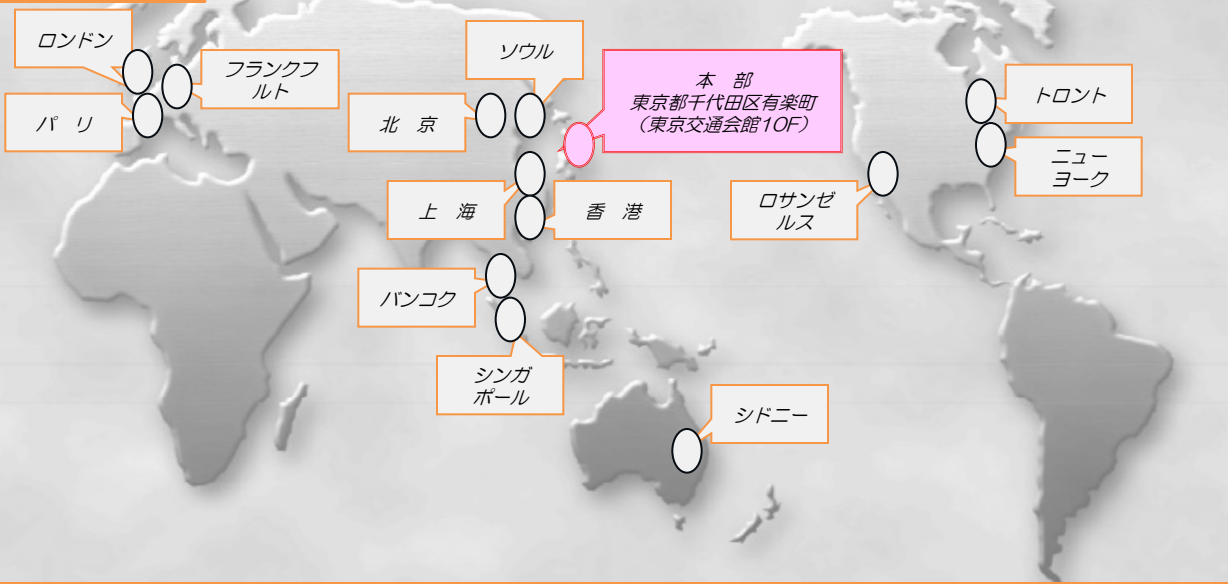 ロンドン
フランクフ
ルト
パ　リ
ソウル
北　京
本　部
東京都千代田区有楽町
（東京交通会館10F）
上　海
香　港
バンコク
シンガ
ポール
シドニー
トロント
ニュー
ヨーク
ロサンゼ
ルス